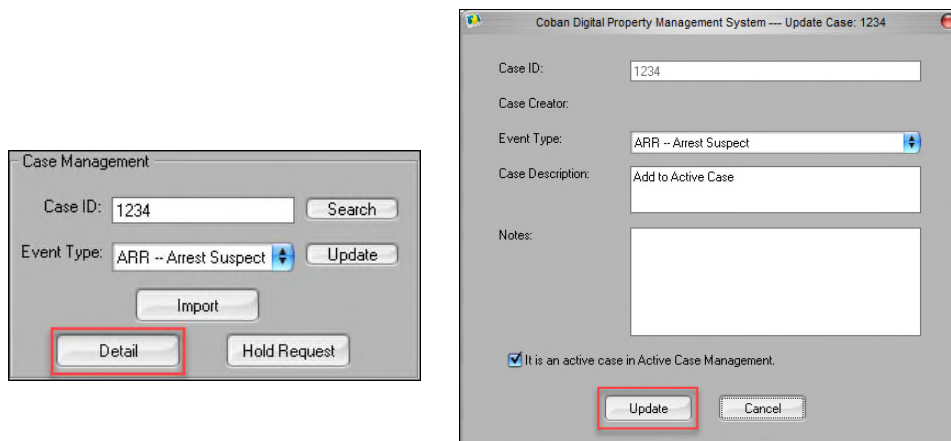 Case Management
Case ID: 1234 Search
Event Type: ARR -- Arrest Suspect Update
Import
Detail Hold Request
Coban Digital Property Management System --- Update Case: 1234
Case ID: 1234
Case Creator:
Event Type: ARR -- Arrest Suspect
Case Description: Add to Active Case
Notes:
It is an active case in Active Case Management.
Update Cancel